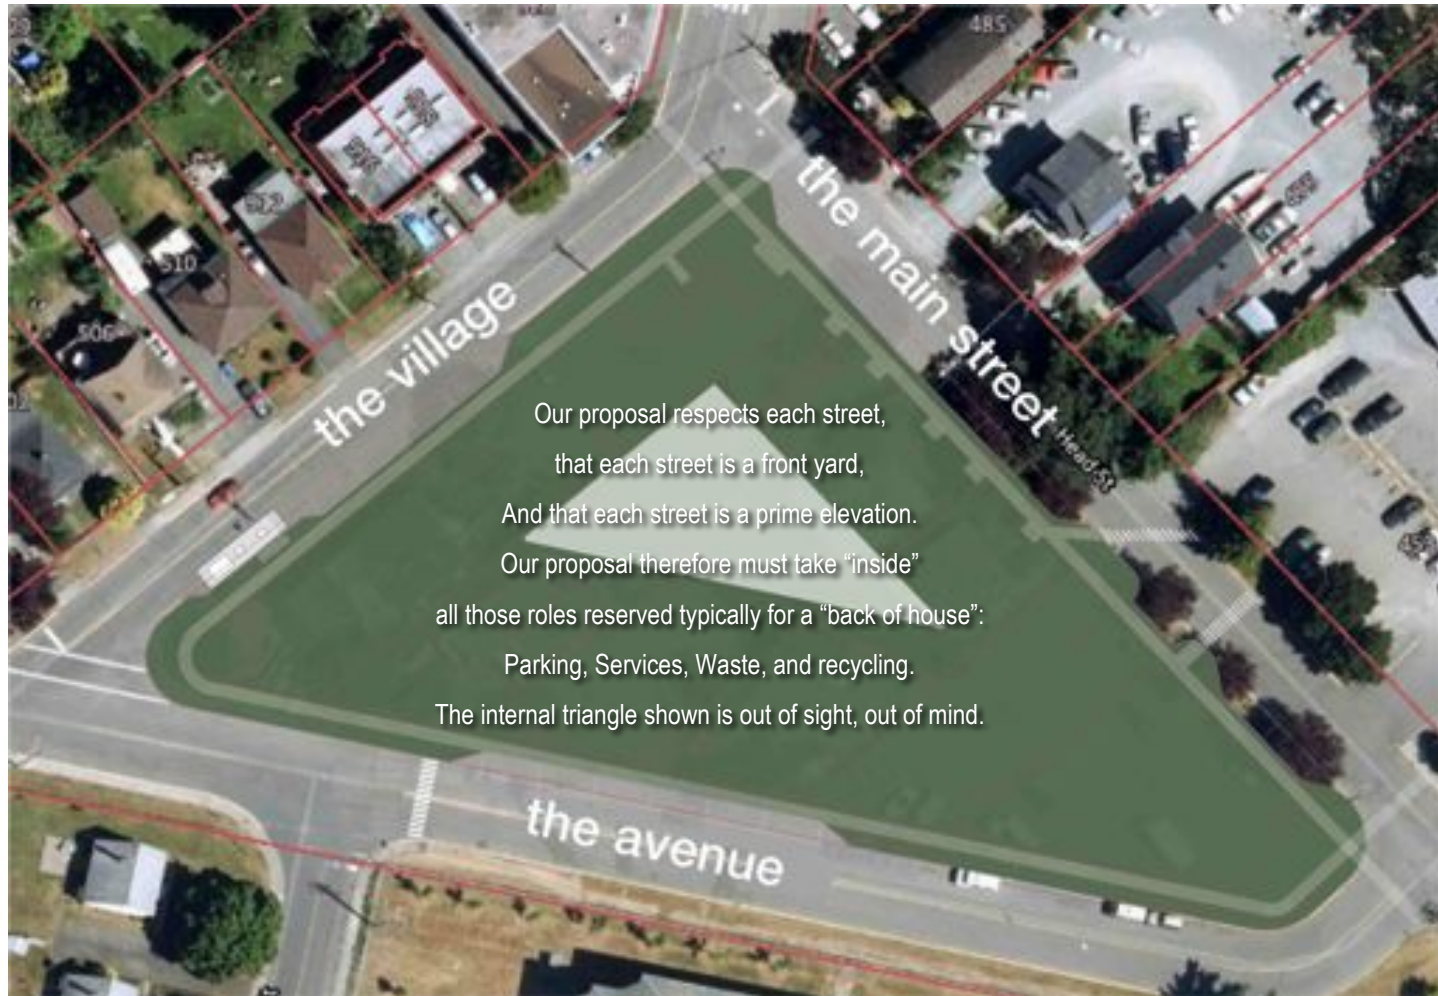 485
512
510
506
455
the village
the main street
Head St
Our proposal respects each street,
that each street is a front yard,
And that each street is a prime elevation.
Our proposal therefore must take “inside”
all those roles reserved typically for a “back of house”:
Parking, Services, Waste, and recycling.
The internal triangle shown is out of sight, out of mind.
the avenue